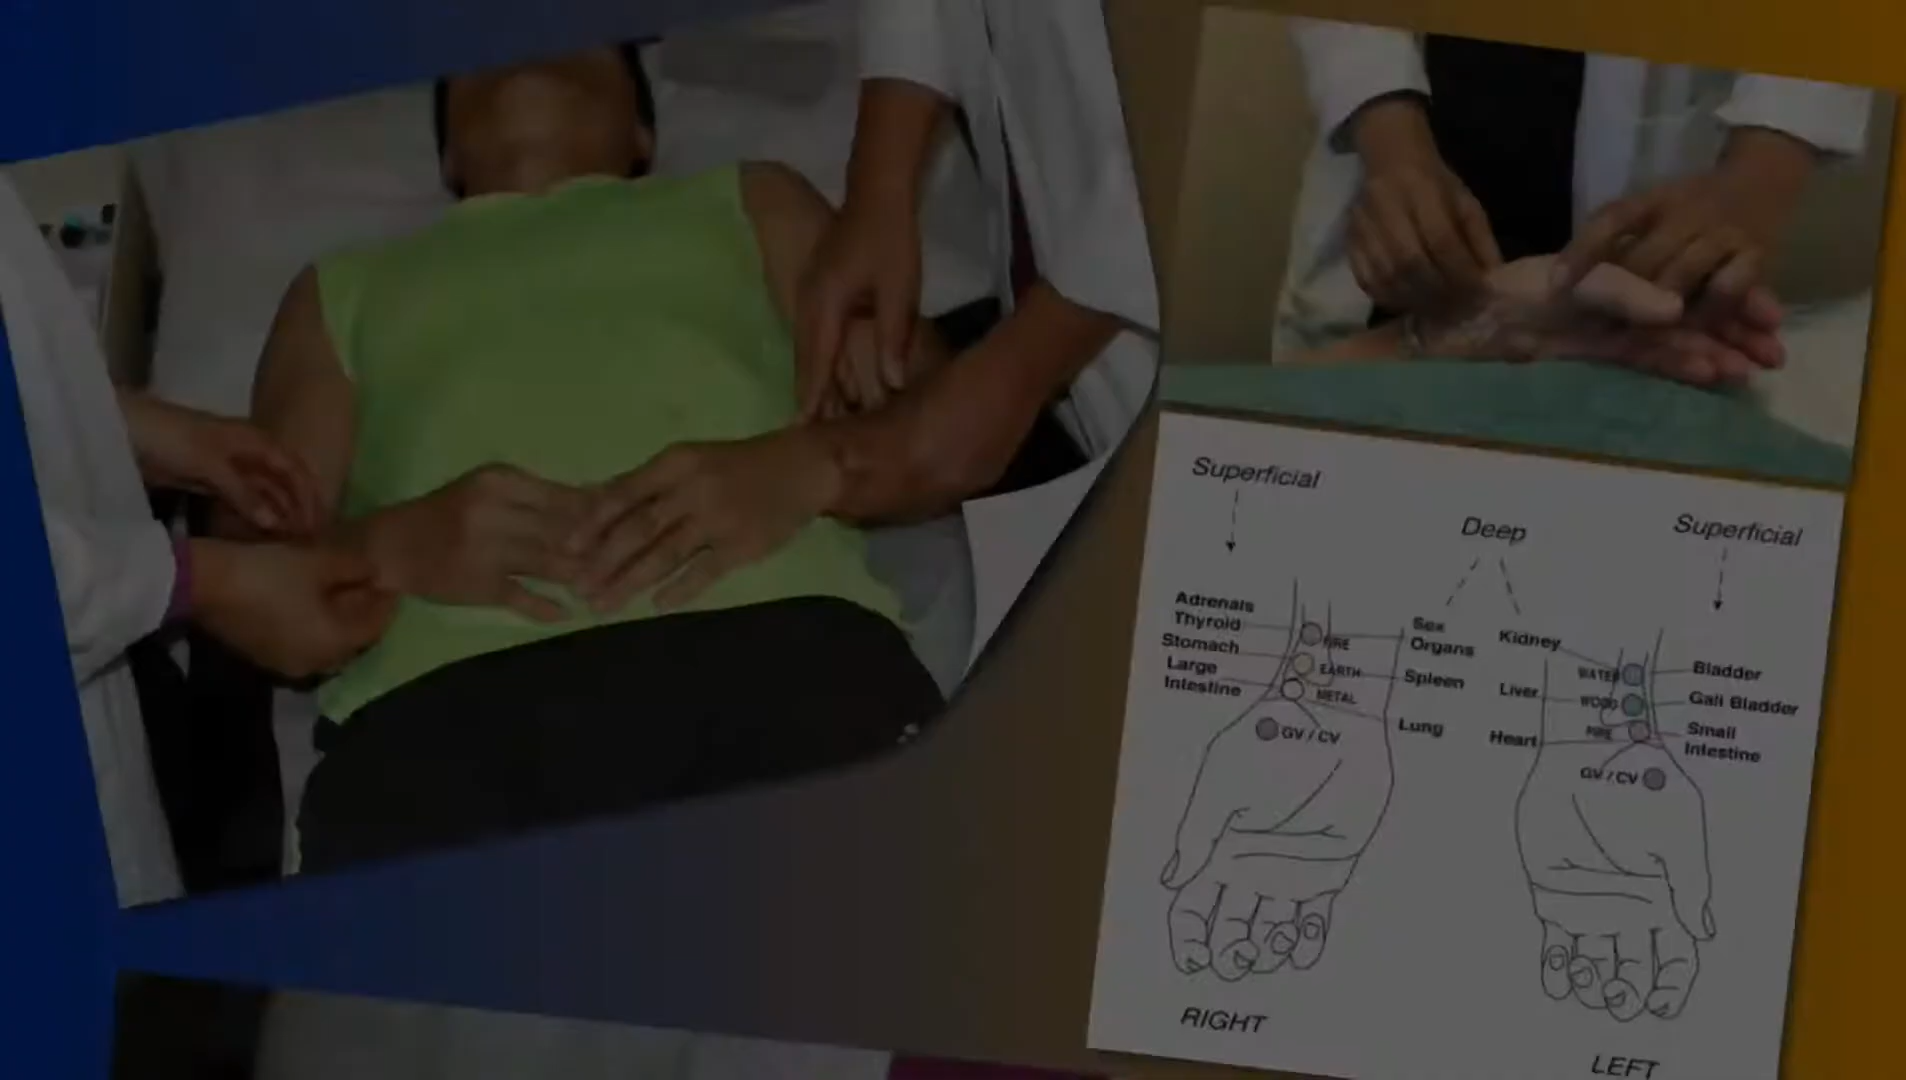 Superficial
Deep
Superficial
Adrenals
Thyroid
Stomach
Large
Intestine
FIRE
EARTH
METAL
GV / CV
Sex
Organs
Spleen
Lung
Kidney
Liver
Heart
WATER
WOOD
FIRE
GV / CV
Bladder
Gall Bladder
Small
Intestine
RIGHT
LEFT